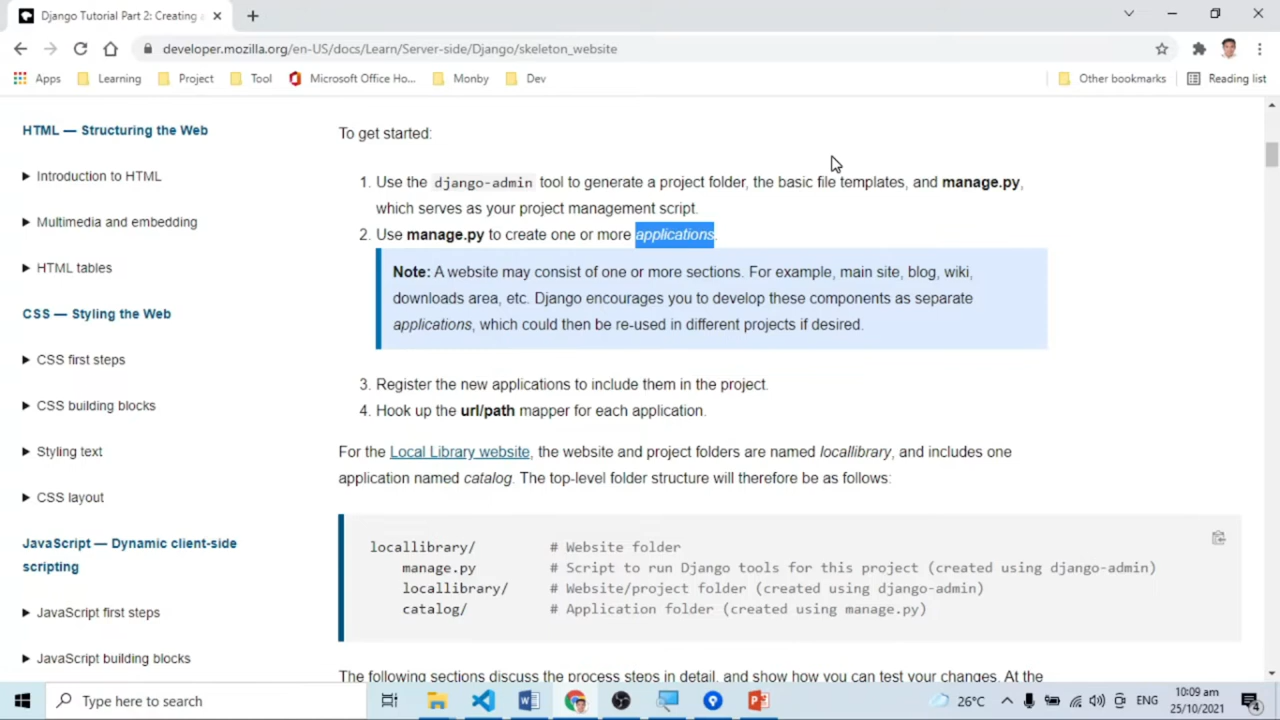 Django Tutorial Part 2: Creating a
developer.mozilla.org/en-US/docs/Learn/Server-side/Django/skeleton_website
Apps Learning Project Tool Microsoft Office Ho... Monby Dev Other bookmarks Reading list
HTML — Structuring the Web
Introduction to HTML
Multimedia and embedding
HTML tables
CSS — Styling the Web
CSS first steps
CSS building blocks
Styling text
CSS layout
JavaScript — Dynamic client-side
scripting
JavaScript first steps
JavaScript building blocks
To get started:
1. Use the django-admin tool to generate a project folder, the basic file templates, and manage.py,
which serves as your project management script.
2. Use manage.py to create one or more applications.
Note: A website may consist of one or more sections. For example, main site, blog, wiki,
downloads area, etc. Django encourages you to develop these components as separate
applications, which could then be re-used in different projects if desired.
3. Register the new applications to include them in the project.
4. Hook up the url/path mapper for each application.
For the Local Library website, the website and project folders are named locallibrary, and includes one
application named catalog. The top-level folder structure will therefore be as follows:
locallibrary/ # Website folder
manage.py # Script to run Django tools for this project (created using django-admin)
locallibrary/ # Website/project folder (created using django-admin)
catalog/ # Application folder (created using manage.py)
The following sections discuss the process steps in detail, and show how you can test your changes. At the
Type here to search
26°C
ENG
10:09 am
25/10/2021
4